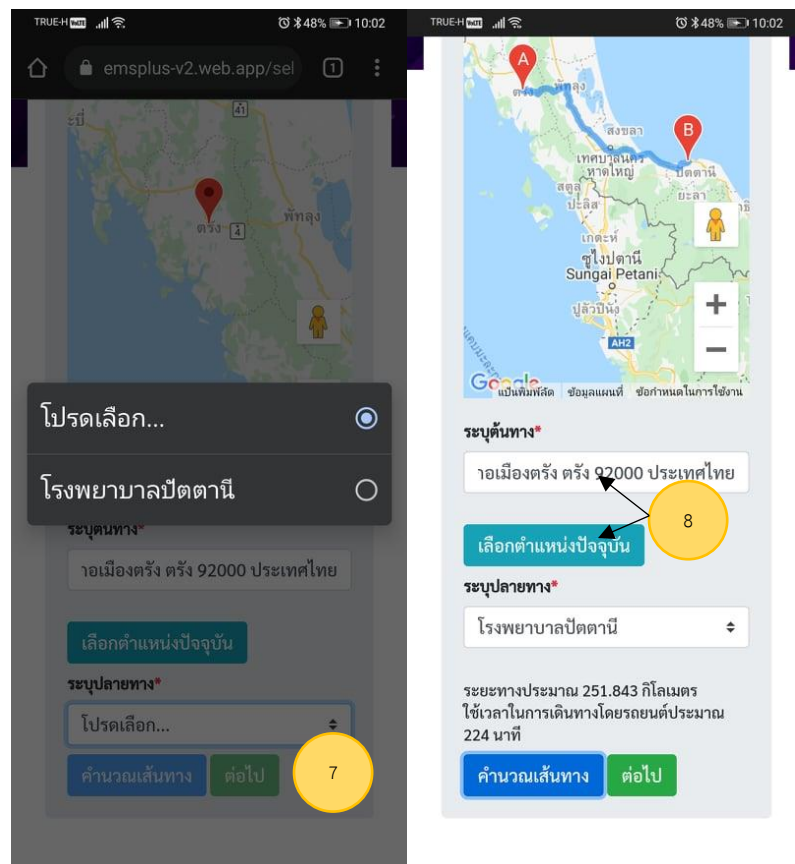 TRUE-H VoLTE 48% 10:02
emsplus-v2.web.app/sel 1
41
ตรัง 4 พัทลุง
โปรดเลือก...
โรงพยาบาลปัตตานี
ระบุต้นทาง*
าอเมืองตรัง ตรัง 92000 ประเทศไทย
เลือกตำแหน่งปัจจุบัน
ระบุปลายทาง*
โปรดเลือก...
คำนวณเส้นทาง ต่อไป 7
TRUE-H VoLTE 48% 10:02
A
ตรัง พัทลุง
B
สงขลา
เทศบาลนคร
หาดใหญ่
ปัตตานี
สตูล
ยะลา
ปะลิส
เกดะห์
ซูไงปตานี
Sungai Petani
ปูเลาปีนัง
AH2
Google
แป้นพิมพ์ลัด ข้อมูลแผนที่ ข้อกำหนดในการใช้งาน
ระบุต้นทาง*
าอเมืองตรัง ตรัง 92000 ประเทศไทย
8
เลือกตำแหน่งปัจจุบัน
ระบุปลายทาง*
โรงพยาบาลปัตตานี
ระยะทางประมาณ 251.843 กิโลเมตร
ใช้เวลาในการเดินทางโดยรถยนต์ประมาณ
224 นาที
คำนวณเส้นทาง ต่อไป